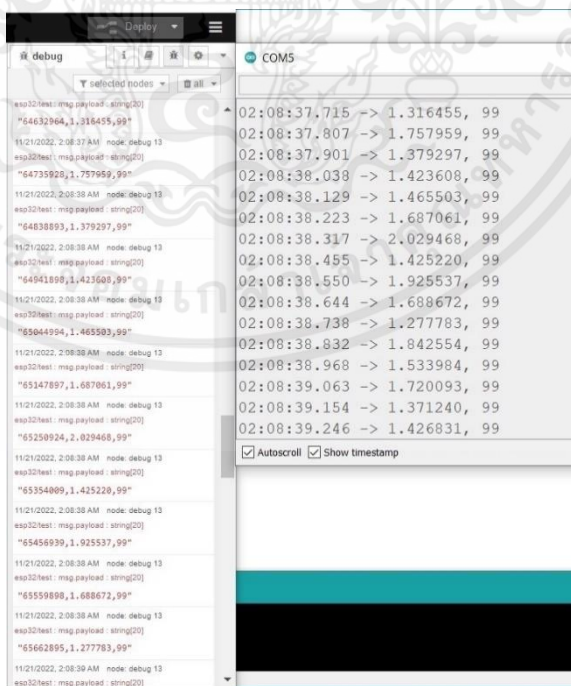 Deploy
debug
i
selected nodes
all
esp32/test : msg.payload : string[20]
"64632964,1.316455,99"
11/21/2022, 2:08:37 AM node: debug 13
esp32/test : msg.payload : string[20]
"64735928,1.757959,99"
11/21/2022, 2:08:38 AM node: debug 13
esp32/test : msg.payload : string[20]
"64838893,1.379297,99"
11/21/2022, 2:08:38 AM node: debug 13
esp32/test : msg.payload : string[20]
"64941898,1.423608,99"
11/21/2022, 2:08:38 AM node: debug 13
esp32/test : msg.payload : string[20]
"65044994,1.465503,99"
11/21/2022, 2:08:38 AM node: debug 13
esp32/test : msg.payload : string[20]
"65147897,1.687061,99"
11/21/2022, 2:08:38 AM node: debug 13
esp32/test : msg.payload : string[20]
"65250924,2.029468,99"
11/21/2022, 2:08:38 AM node: debug 13
esp32/test : msg.payload : string[20]
"65354009,1.425220,99"
11/21/2022, 2:08:38 AM node: debug 13
esp32/test : msg.payload : string[20]
"65456939,1.925537,99"
11/21/2022, 2:08:38 AM node: debug 13
esp32/test : msg.payload : string[20]
"65559898,1.688672,99"
11/21/2022, 2:08:38 AM node: debug 13
esp32/test : msg.payload : string[20]
"65662895,1.277783,99"
11/21/2022, 2:08:39 AM node: debug 13
esp32/test : msg.payload : string[20]
COM5
02:08:37.715 -> 1.316455, 99
02:08:37.807 -> 1.757959, 99
02:08:37.901 -> 1.379297, 99
02:08:38.038 -> 1.423608, 99
02:08:38.129 -> 1.465503, 99
02:08:38.223 -> 1.687061, 99
02:08:38.317 -> 2.029468, 99
02:08:38.455 -> 1.425220, 99
02:08:38.550 -> 1.925537, 99
02:08:38.644 -> 1.688672, 99
02:08:38.738 -> 1.277783, 99
02:08:38.832 -> 1.842554, 99
02:08:38.968 -> 1.533984, 99
02:08:39.063 -> 1.720093, 99
02:08:39.154 -> 1.371240, 99
02:08:39.246 -> 1.426831, 99
Autoscroll
Show timestamp